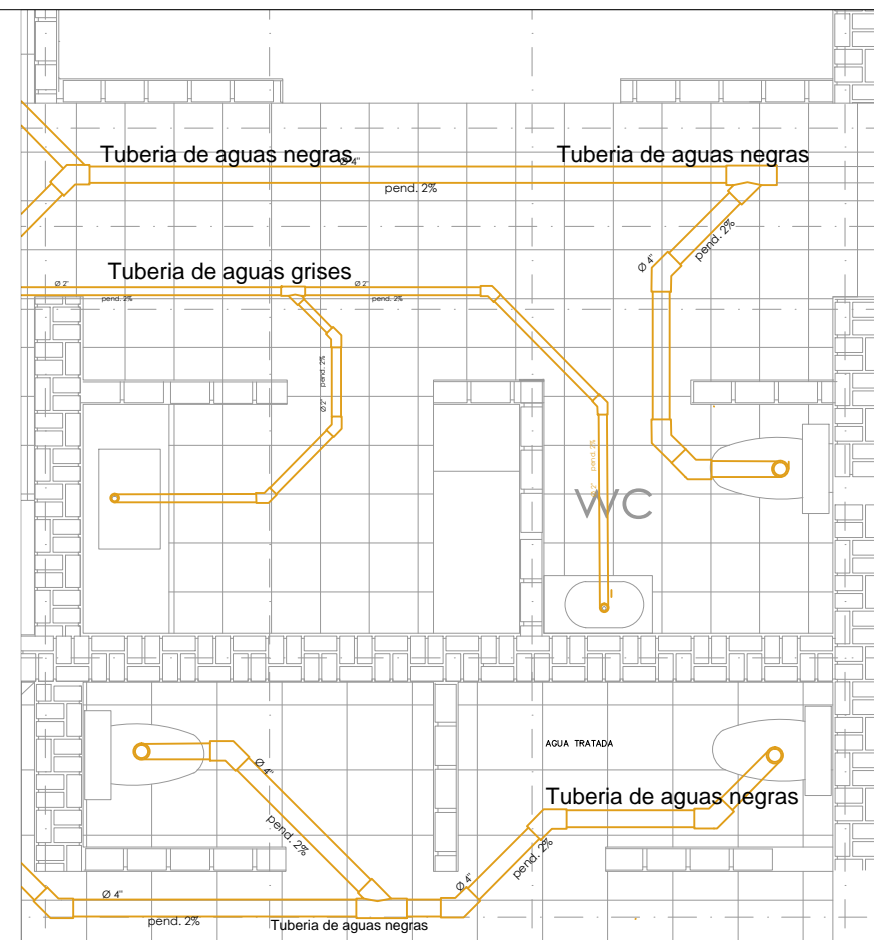 Tuberia de aguas negras
Ø 4"
Tuberia de aguas negras
pend. 2%
Ø 4"
pend. 2%
Tuberia de aguas grises
Ø 2"
Ø 2"
pend. 2%
pend. 2%
pend. 2%
Ø 2"
pend. 2%
WC
AGUA TRATADA
Ø 4"
Tuberia de aguas negras
pend. 2%
pend. 2%
Ø 4"
Ø 4"
pend. 2%
Tuberia de aguas negras